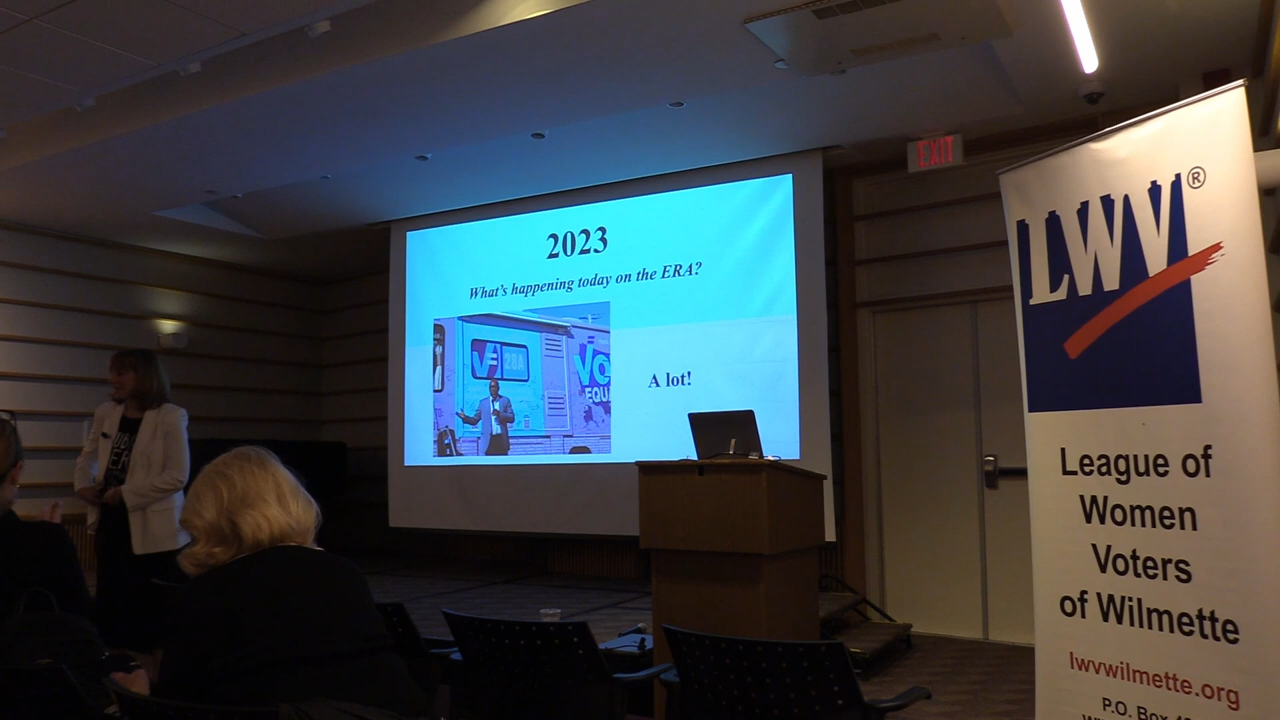 EXIT
2023
What's happening today on the ERA?
28A
A lot!
LWV®
League of
Women
Voters
of Wilmette
lwvwilmette.org
P.O. Box